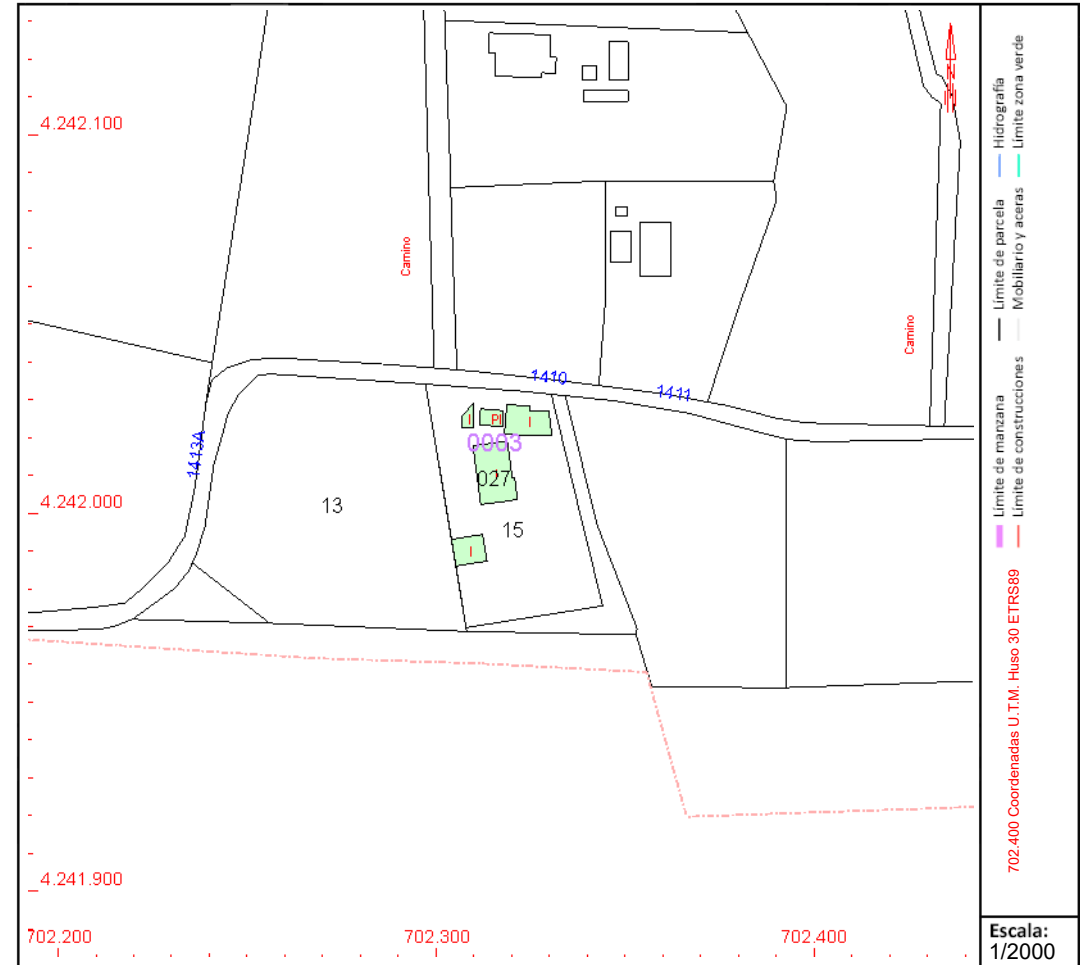 4.242.100
Camino
Camino
1410
1411
I
PI
I
0003
1413A
027
4.242.000
13
15
I
4.241.900
702.200
702.300
702.400
N
Hidrografía
Límite zona verde
Límite de parcela
Mobiliario y aceras
Límite de manzana
Límite de construcciones
702.400 Coordenadas U.T.M. Huso 30 ETRS89
Escala:
1/2000